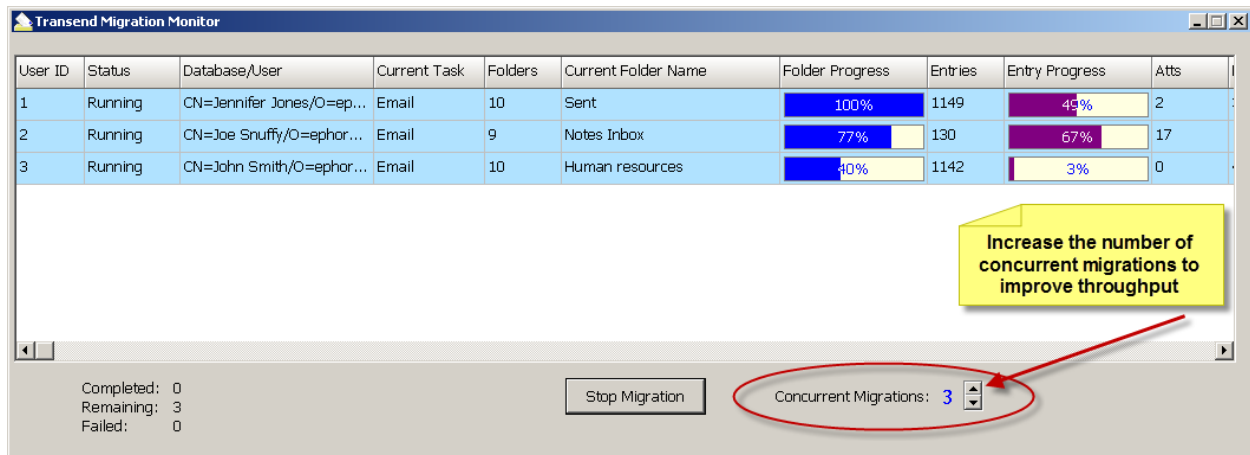 Transend Migration Monitor
User ID Status Database/User Current Task Folders Current Folder Name Folder Progress Entries Entry Progress Atts
1 Running CN=Jennifer Jones/O=ep... Email 10 Sent 100% 1149 49% 2
2 Running CN=Joe Snuffy/O=ephor... Email 9 Notes Inbox 77% 130 67% 17
3 Running CN=John Smith/O=ephor... Email 10 Human resources 40% 1142 3% 0
Increase the number of
concurrent migrations to
improve throughput
Completed: 0
Remaining: 3
Failed: 0
Stop Migration
Concurrent Migrations: 3